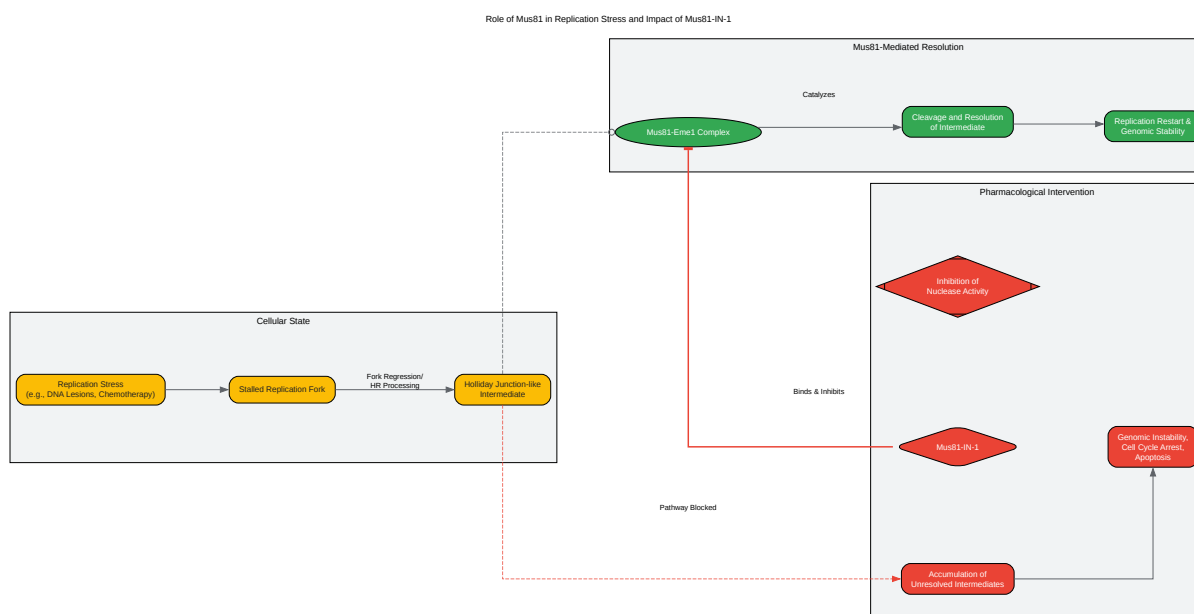 Role of Mus81 in Replication Stress and Impact of Mus81-IN-1
Mus81-Mediated Resolution
Catalyzes
Mus81-Eme1 Complex
Cleavage and Resolution
of Intermediate
Replication Restart &
Genomic Stability
Pharmacological Intervention
Inhibition of
Nuclease Activity
Cellular State
Replication Stress
(e.g., DNA Lesions, Chemotherapy)
Stalled Replication Fork
Fork Regression/
HR Processing
Holliday Junction-like
Intermediate
Binds & Inhibits
Mus81-IN-1
Genomic Instability,
Cell Cycle Arrest,
Apoptosis
Pathway Blocked
Accumulation of
Unresolved Intermediates